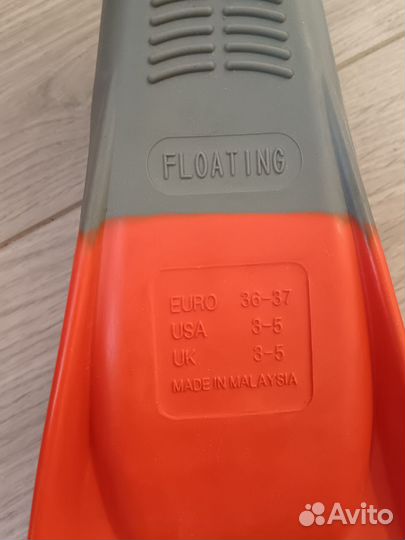 FLOATING
EURO 36-37
USA 3-5
UK 3-5
MADE IN MALAYSIA
Avito